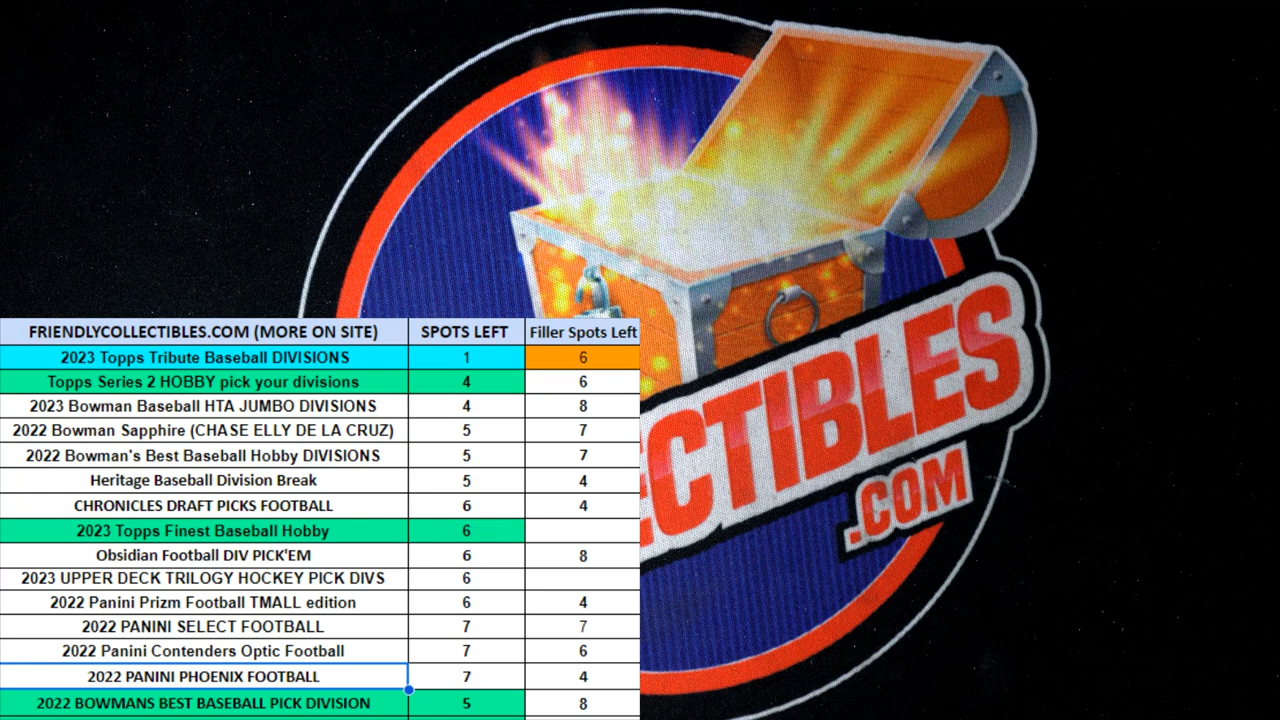 FRIENDLYCOLLECTIBLES.COM (MORE ON SITE) SPOTS LEFT Filler Spots Left
2023 Topps Tribute Baseball DIVISIONS 1 6
Topps Series 2 HOBBY pick your divisions 4 6
2023 Bowman Baseball HTA JUMBO DIVISIONS 4 8
2022 Bowman Sapphire (CHASE ELLY DE LA CRUZ) 5 7
2022 Bowman's Best Baseball Hobby DIVISIONS 5 7
Heritage Baseball Division Break 5 4
CHRONICLES DRAFT PICKS FOOTBALL 6 4
2023 Topps Finest Baseball Hobby 6
Obsidian Football DIV PICK'EM 6 8
2023 UPPER DECK TRILOGY HOCKEY PICK DIVS 6
2022 Panini Prizm Football TMALL edition 6 4
2022 PANINI SELECT FOOTBALL 7 7
2022 Panini Contenders Optic Football 7 6
2022 PANINI PHOENIX FOOTBALL 7 4
2022 BOWMANS BEST BASEBALL PICK DIVISION 5 8
ECTIBLES
.COM